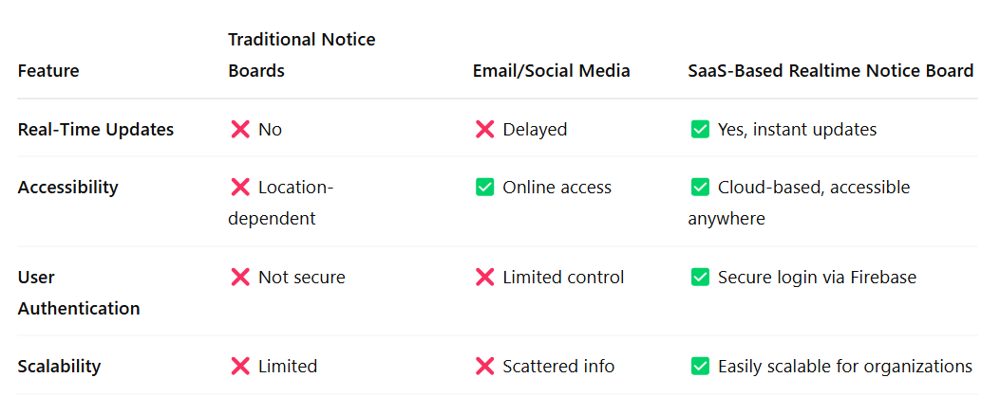 Feature Traditional Notice Boards Email/Social Media SaaS-Based Realtime Notice Board
Real-Time Updates ❌ No ❌ Delayed ✅ Yes, instant updates
Accessibility ❌ Location-dependent ✅ Online access ✅ Cloud-based, accessible anywhere
User Authentication ❌ Not secure ❌ Limited control ✅ Secure login via Firebase
Scalability ❌ Limited ❌ Scattered info ✅ Easily scalable for organizations